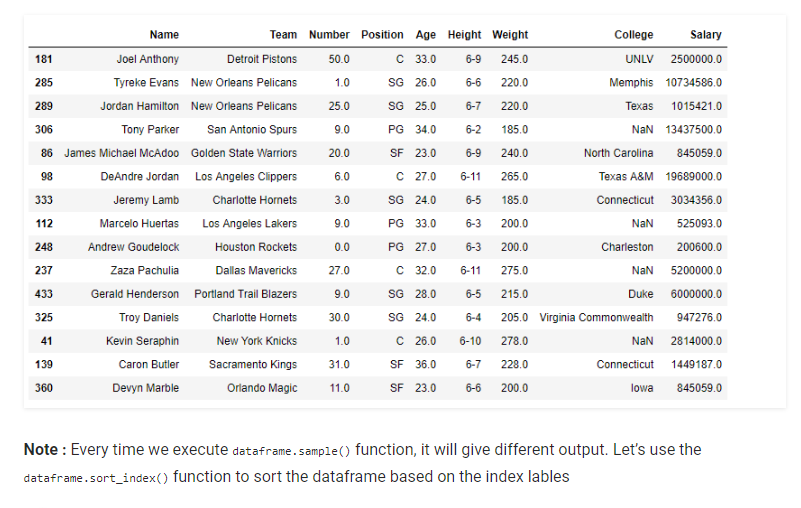 Name Team Number Position Age Height Weight College Salary
181 Joel Anthony Detroit Pistons 50.0 C 33.0 6-9 245.0 UNLV 2500000.0
285 Tyreke Evans New Orleans Pelicans 1.0 SG 26.0 6-6 220.0 Memphis 10734586.0
289 Jordan Hamilton New Orleans Pelicans 25.0 SG 25.0 6-7 220.0 Texas 1015421.0
306 Tony Parker San Antonio Spurs 9.0 PG 34.0 6-2 185.0 NaN 13437500.0
86 James Michael McAdoo Golden State Warriors 20.0 SF 23.0 6-9 240.0 North Carolina 845059.0
98 DeAndre Jordan Los Angeles Clippers 6.0 C 27.0 6-11 265.0 Texas A&M 19689000.0
333 Jeremy Lamb Charlotte Hornets 3.0 SG 24.0 6-5 185.0 Connecticut 3034356.0
112 Marcelo Huertas Los Angeles Lakers 9.0 PG 33.0 6-3 200.0 NaN 525093.0
248 Andrew Goudelock Houston Rockets 0.0 PG 27.0 6-3 200.0 Charleston 200600.0
237 Zaza Pachulia Dallas Mavericks 27.0 C 32.0 6-11 275.0 NaN 5200000.0
433 Gerald Henderson Portland Trail Blazers 9.0 SG 28.0 6-5 215.0 Duke 6000000.0
325 Troy Daniels Charlotte Hornets 30.0 SG 24.0 6-4 205.0 Virginia Commonwealth 947276.0
41 Kevin Seraphin New York Knicks 1.0 C 26.0 6-10 278.0 NaN 2814000.0
139 Caron Butler Sacramento Kings 31.0 SF 36.0 6-7 228.0 Connecticut 1449187.0
360 Devyn Marble Orlando Magic 11.0 SF 23.0 6-6 200.0 Iowa 845059.0
Note : Every time we execute dataframe.sample() function, it will give different output. Let’s use the
dataframe.sort_index() function to sort the dataframe based on the index lables